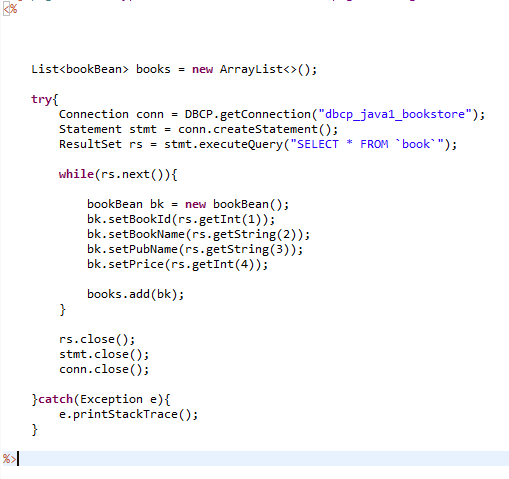 <%
List<bookBean> books = new ArrayList<>();
try{
Connection conn = DBCP.getConnection("dbcp_java1_bookstore");
Statement stmt = conn.createStatement();
ResultSet rs = stmt.executeQuery("SELECT * FROM `book`");
while(rs.next()){
bookBean bk = new bookBean();
bk.setBookId(rs.getInt(1));
bk.setBookName(rs.getString(2));
bk.setPubName(rs.getString(3));
bk.setPrice(rs.getInt(4));
books.add(bk);
}
rs.close();
stmt.close();
conn.close();
}catch(Exception e){
e.printStackTrace();
}
%>